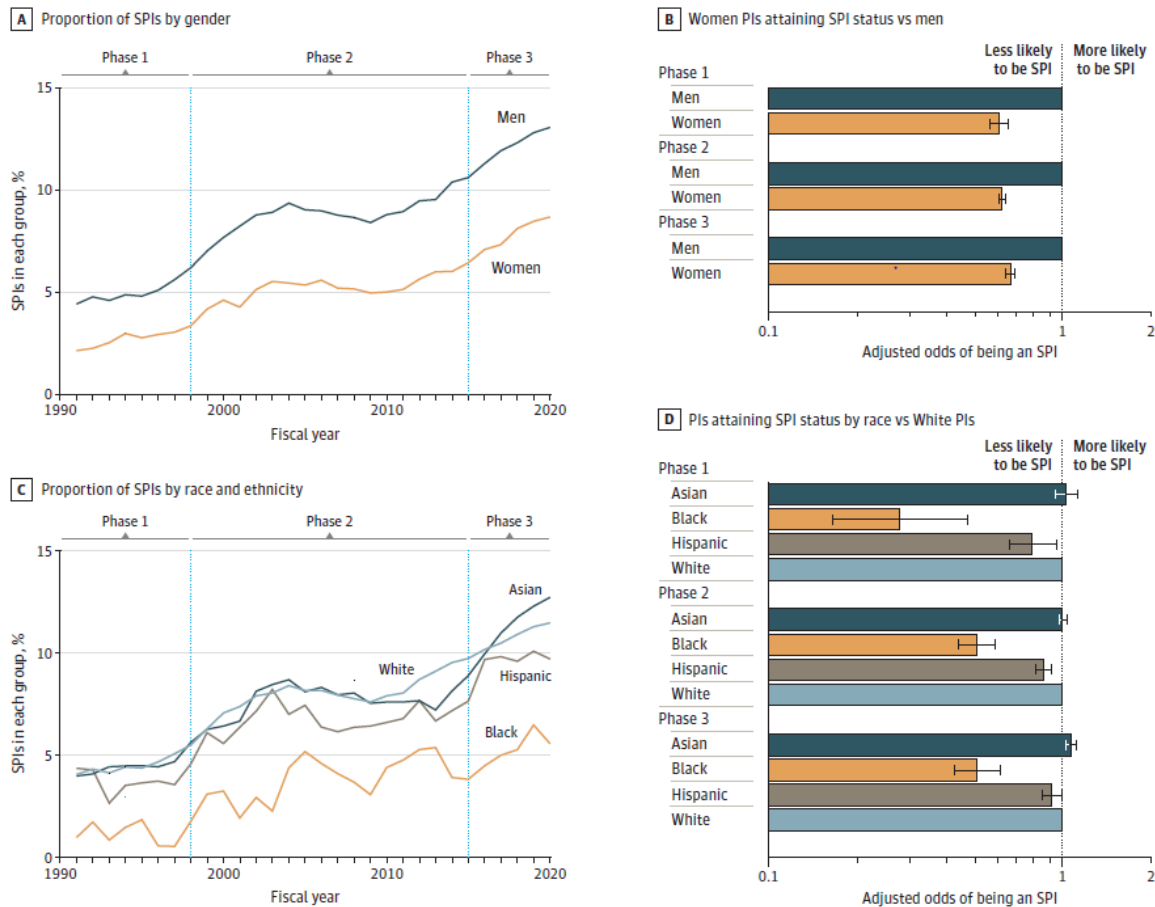 A Proportion of SPIs by gender
Phase 1 Phase 2 Phase 3
15
10
5
0
SPIs in each group, %
Men
Women
1990 2000 2010 2020
Fiscal year
B Women PIs attaining SPI status vs men
Less likely to be SPI
More likely to be SPI
Phase 1
Men
Women
Phase 2
Men
Women
Phase 3
Men
Women
0.1 1 2
Adjusted odds of being an SPI
C Proportion of SPIs by race and ethnicity
Phase 1 Phase 2 Phase 3
15
10
5
0
SPIs in each group, %
Asian
White
Hispanic
Black
1990 2000 2010 2020
Fiscal year
D PIs attaining SPI status by race vs White PIs
Less likely to be SPI
More likely to be SPI
Phase 1
Asian
Black
Hispanic
White
Phase 2
Asian
Black
Hispanic
White
Phase 3
Asian
Black
Hispanic
White
0.1 1 2
Adjusted odds of being an SPI